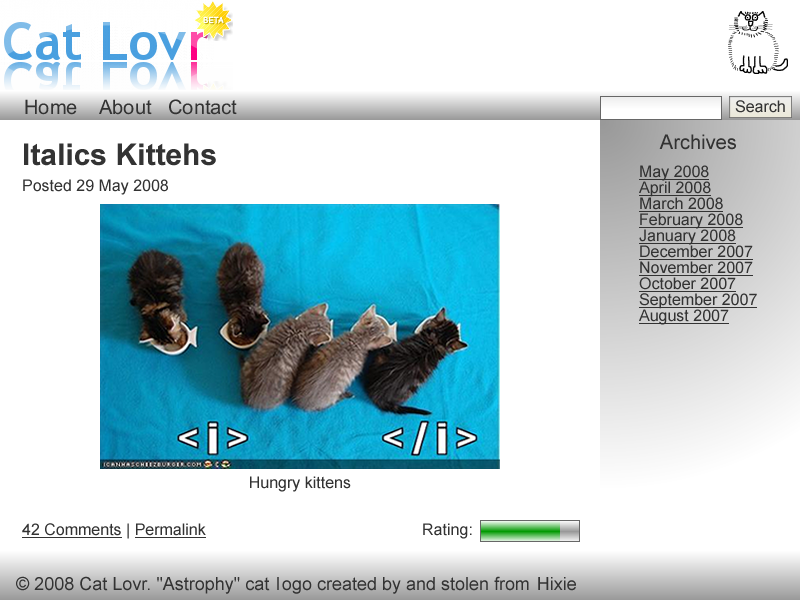 Cat Lovr
BETA
Home About Contact
Search
Italics Kittehs
Posted 29 May 2008
<i> </i>
ICANHASCHEEZBURGER.COM
Hungry kittens
42 Comments | Permalink
Rating:
Archives
May 2008
April 2008
March 2008
February 2008
January 2008
December 2007
November 2007
October 2007
September 2007
August 2007
© 2008 Cat Lovr. "Astrophy" cat logo created by and stolen from Hixie